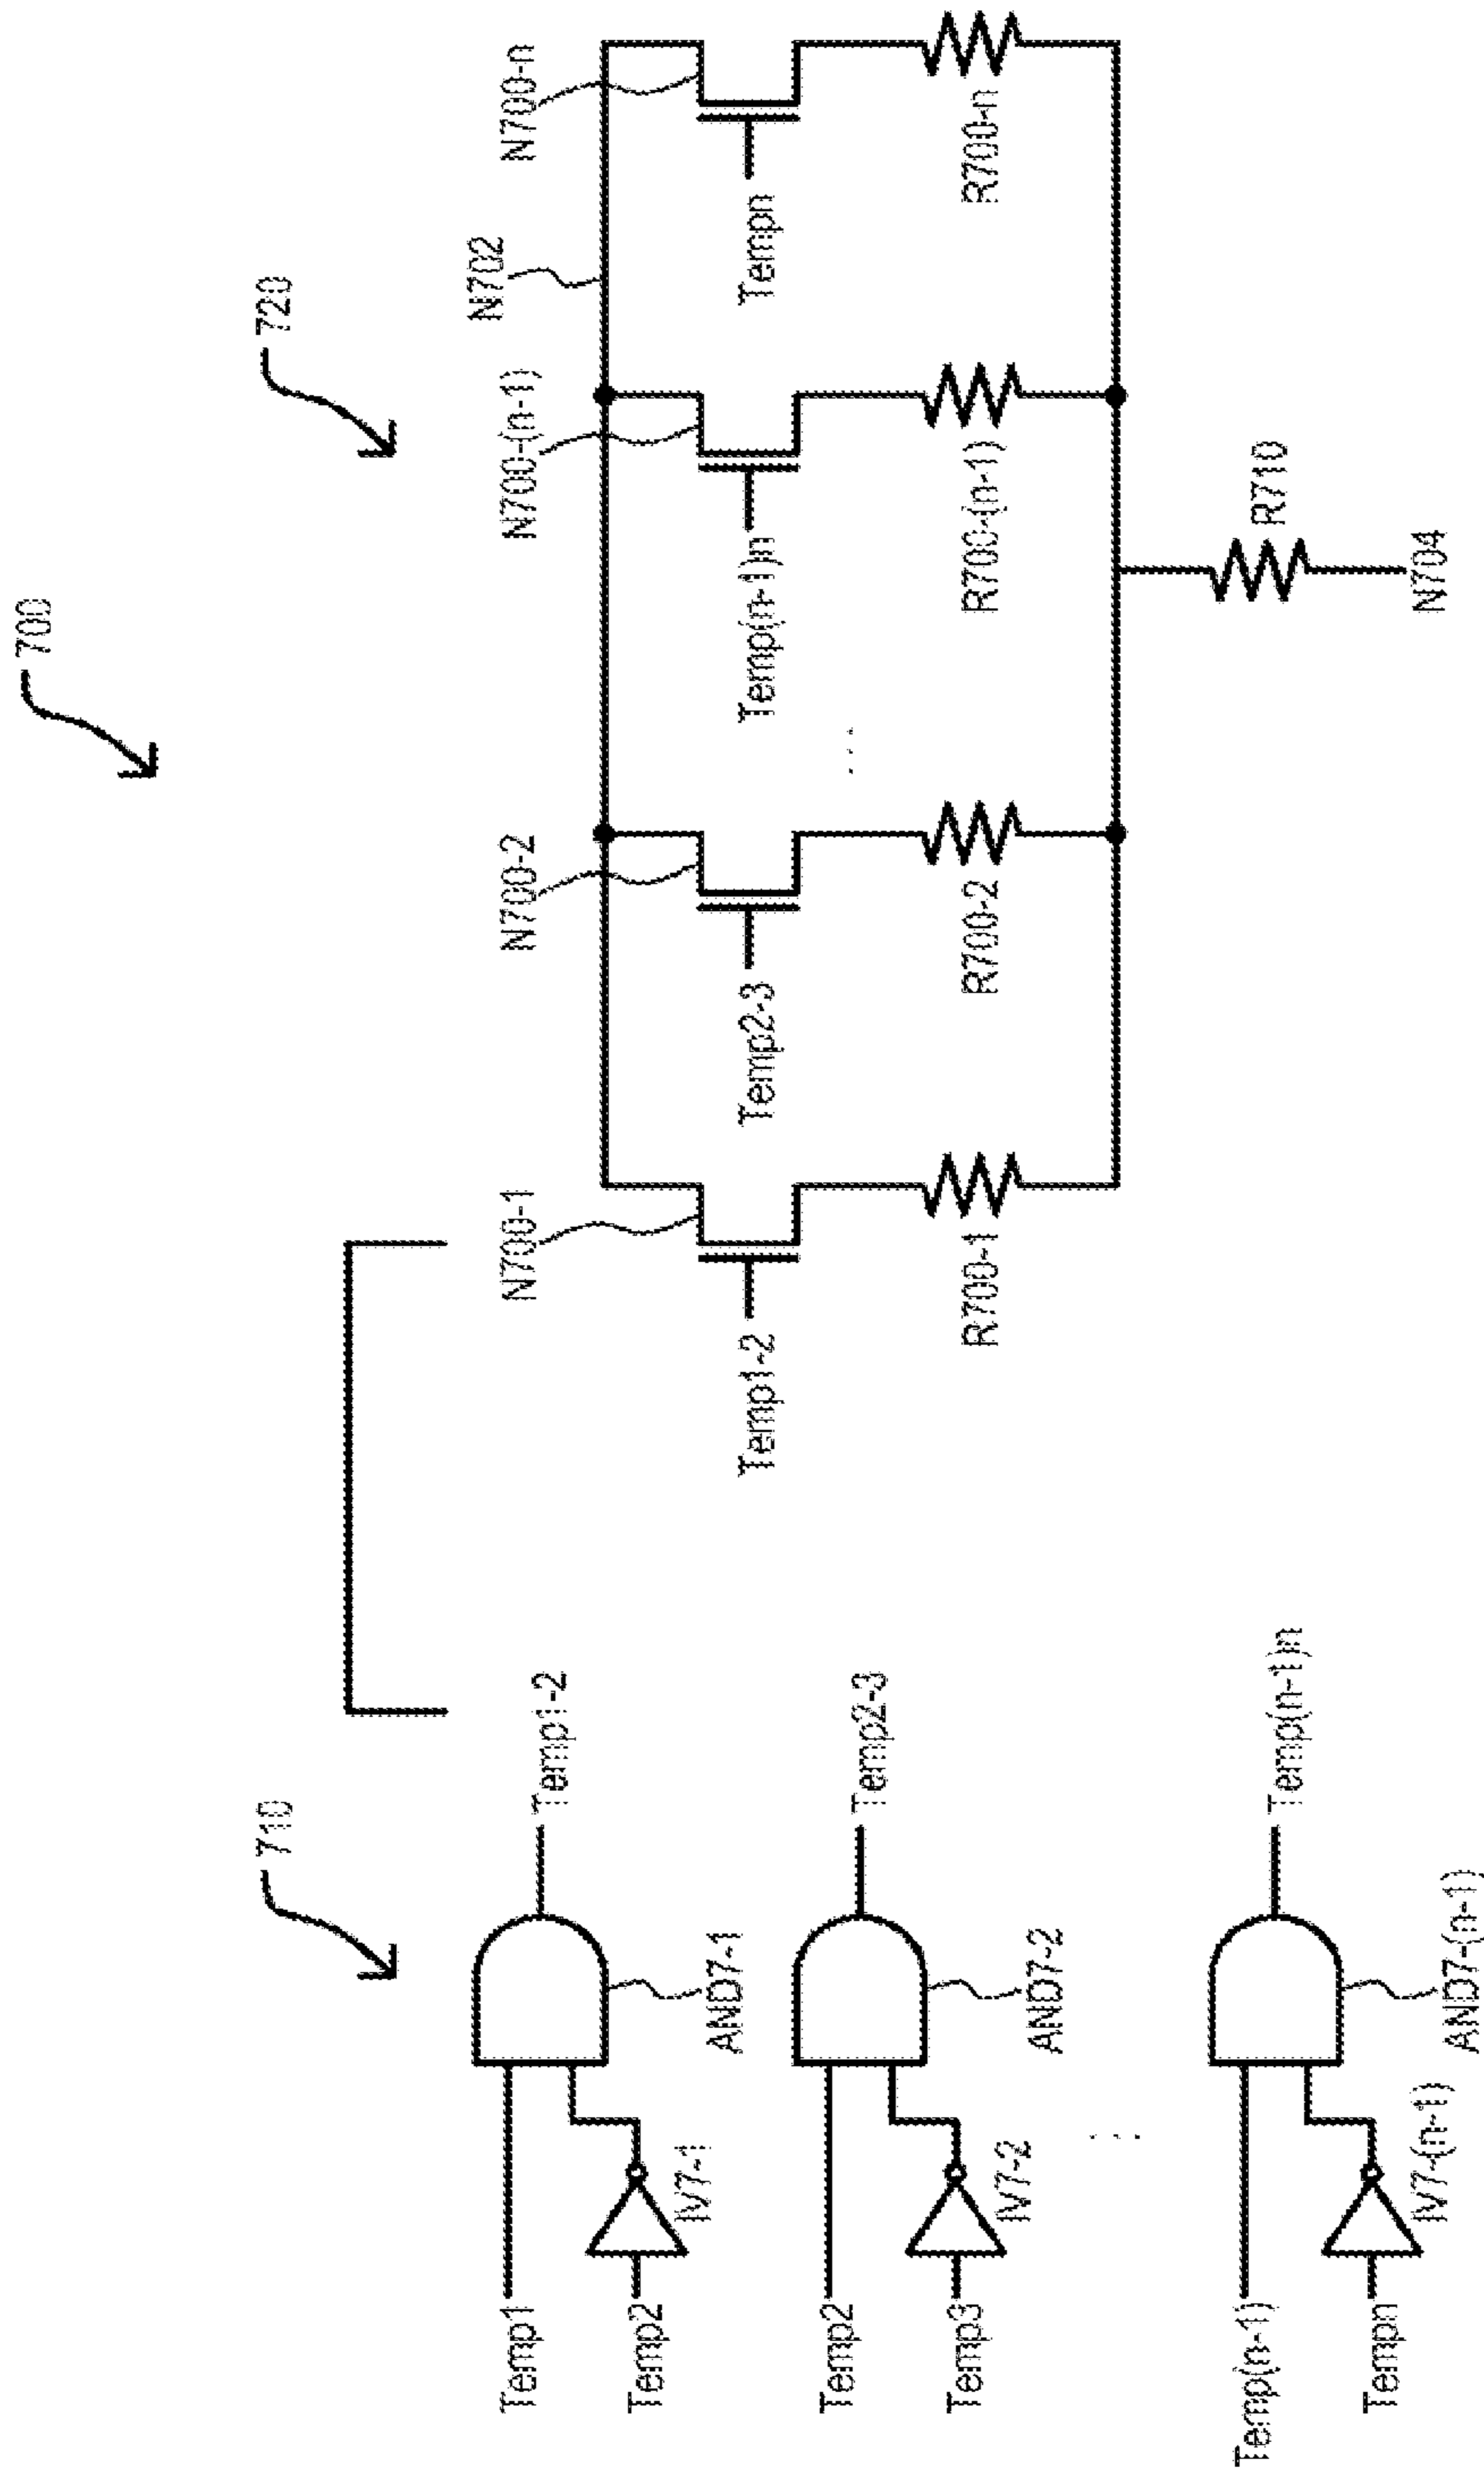 700
710
720
Temp1
Temp2
IV7-1
AND7-1
Temp1-2
Temp2
Temp3
IV7-2
AND7-2
Temp2-3
Temp(n-1)
Tempn
IV7-(n-1)
AND7-(n-1)
Temp(n-1)n
N700-1
N700-2
N700-(n-1)
N702
N700-n
Temp1-2
Temp2-3
Temp(n-1)n
Tempn
R700-1
R700-2
R700-(n-1)
R700-n
R710
N704